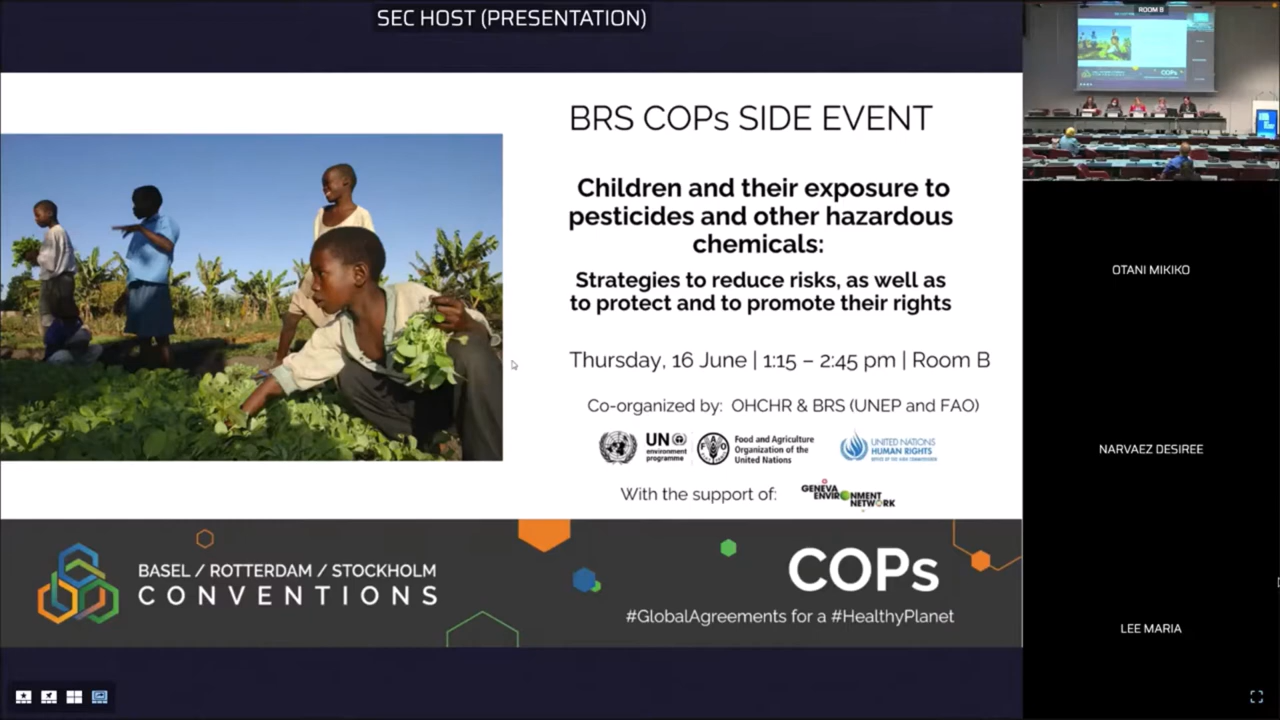 SEC HOST (PRESENTATION)
ROOM B
BRS COPs SIDE EVENT
Children and their exposure to
pesticides and other hazardous
chemicals:
Strategies to reduce risks, as well as
to protect and to promote their rights
Thursday, 16 June | 1:15 – 2:45 pm | Room B
Co-organized by: OHCHR & BRS (UNEP and FAO)
UN
environment
programme
Food and Agriculture
Organization of the
United Nations
UNITED NATIONS
HUMAN RIGHTS
With the support of:
GENEVA
ENVIRONMENT
NETWORK
BASEL / ROTTERDAM / STOCKHOLM
CONVENTIONS
COPs
#GlobalAgreements for a #HealthyPlanet
OTANI MIKIKO
NARVAEZ DESIREE
LEE MARIA